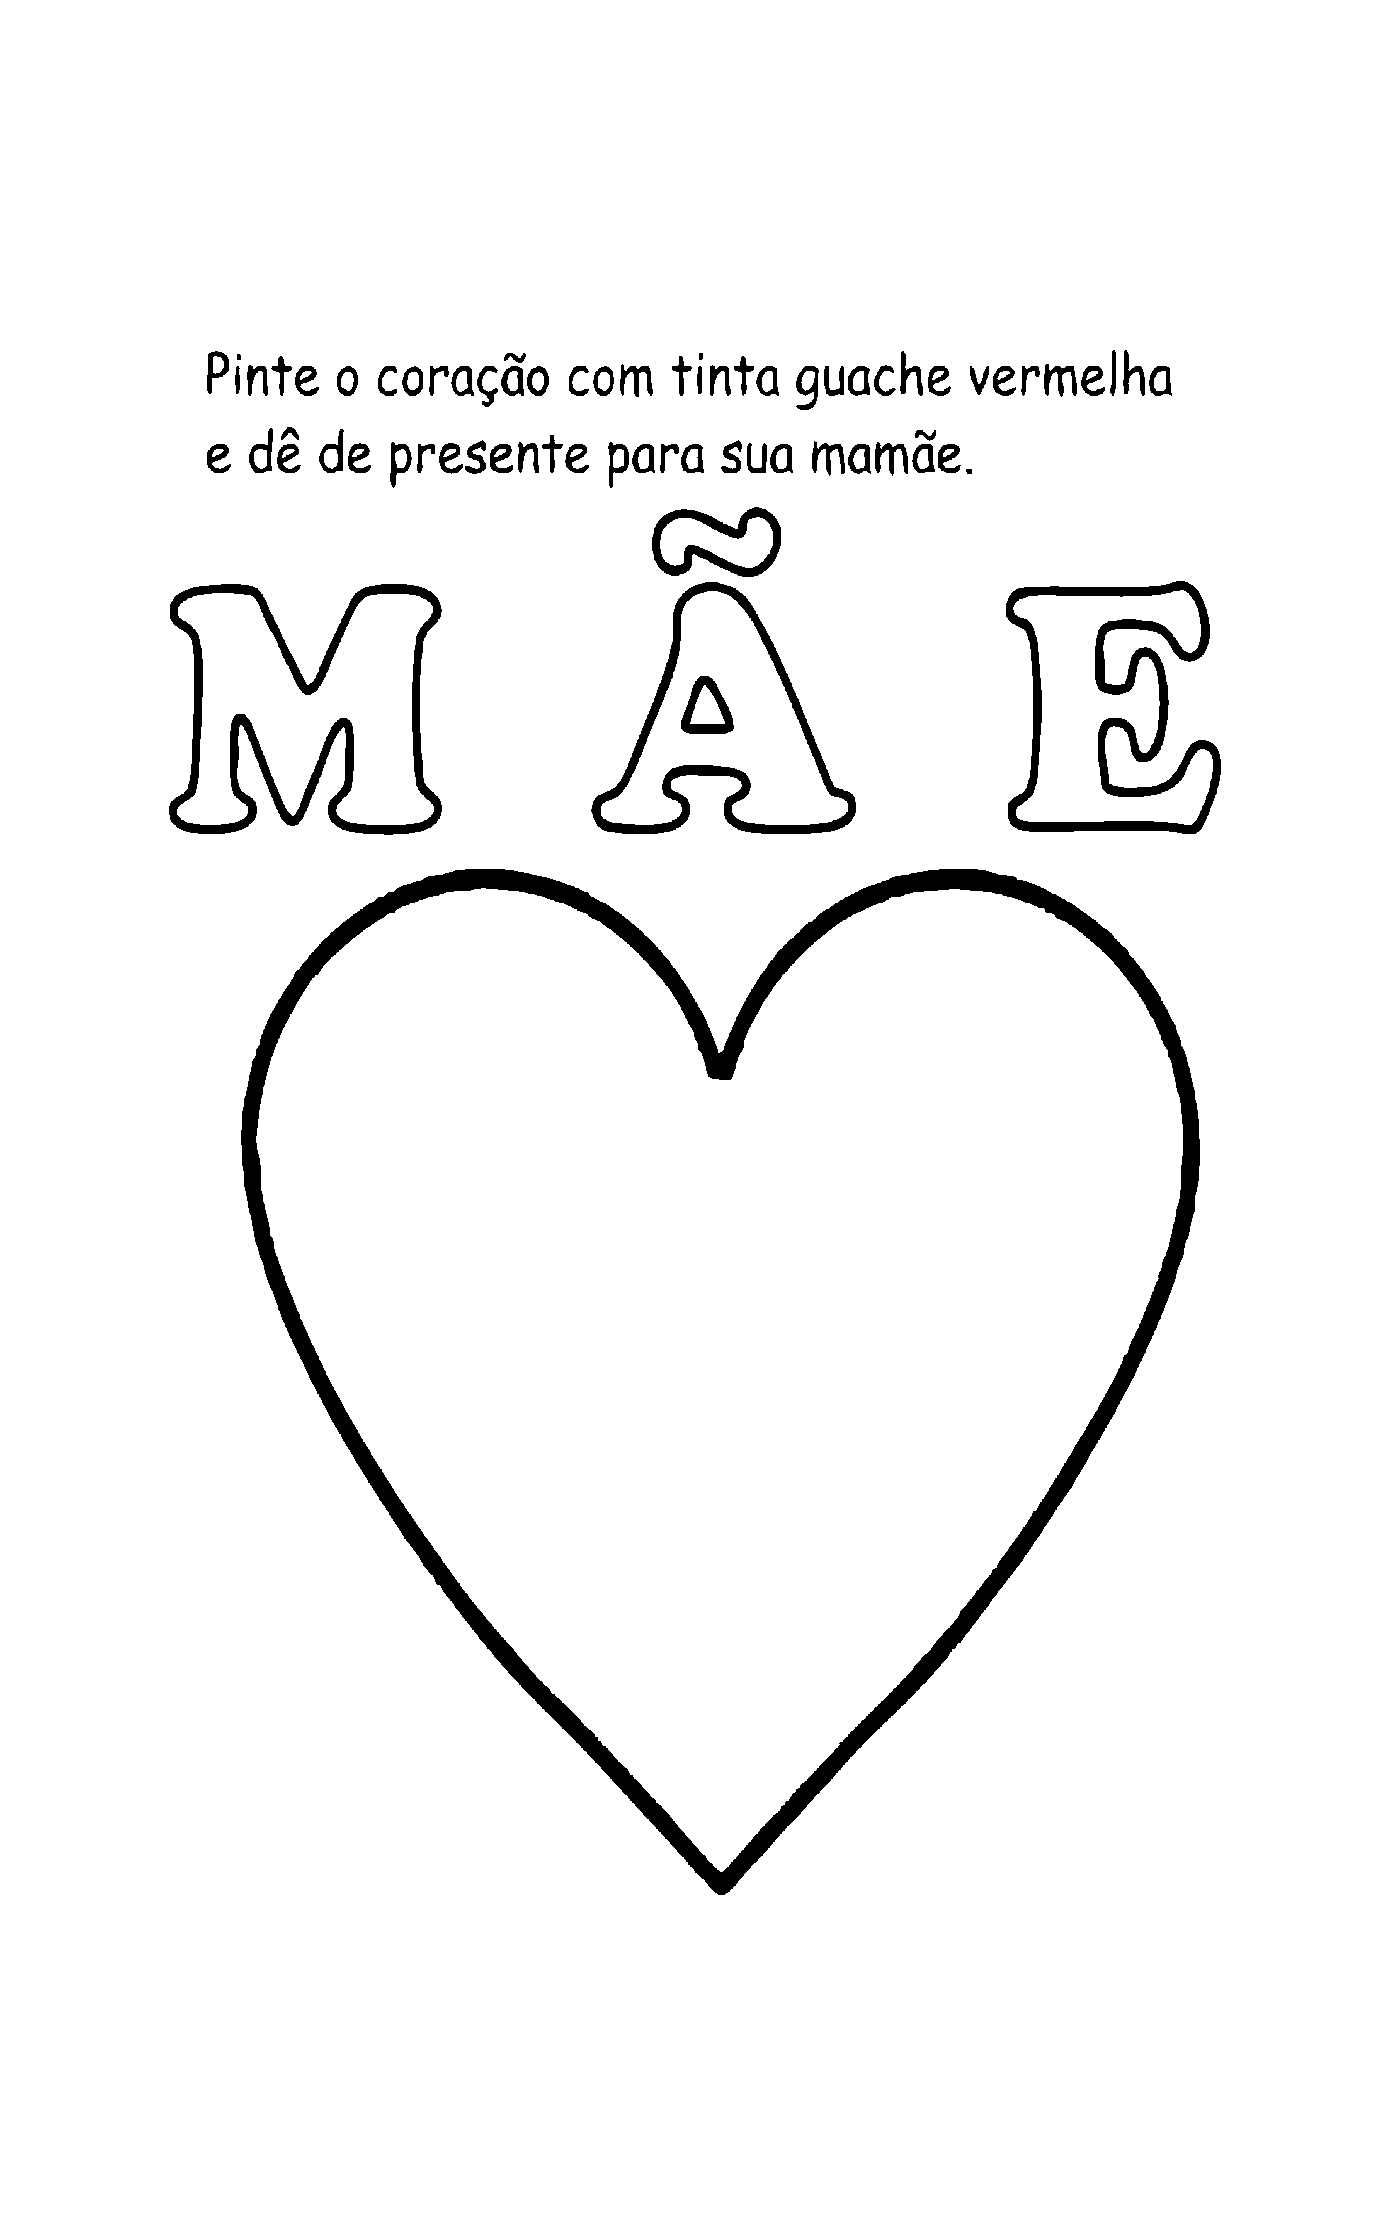 Pinte o coração com tinta guache vermelha
e dê de presente para sua mamãe.
MÃE